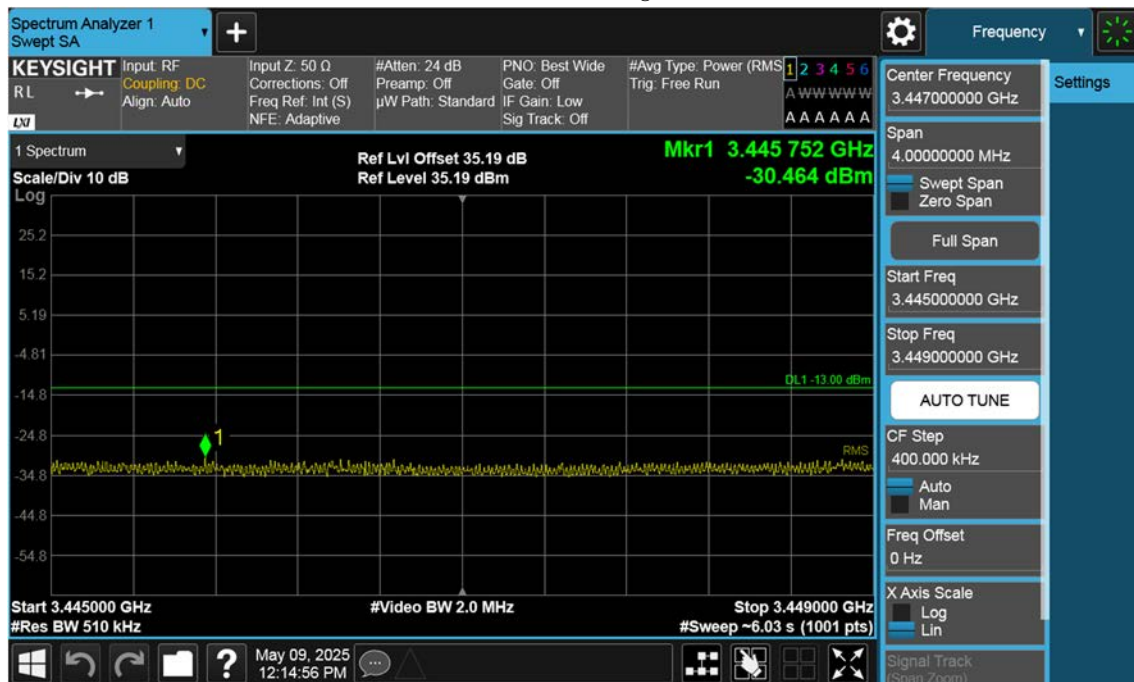 Spectrum Analyzer 1
Swept SA
+
Frequency
KEYSIGHT
RL
LXI
Input: RF
Coupling: DC
Align: Auto
Input Z: 50 Ω
Corrections: Off
Freq Ref: Int (S)
NFE: Adaptive
#Atten: 24 dB
Preamp: Off
µW Path: Standard
PNO: Best Wide
Gate: Off
IF Gain: Low
Sig Track: Off
#Avg Type: Power (RMS
Trig: Free Run
1 2 3 4 5 6
A W W W W W
A A A A A A
1 Spectrum
Scale/Div 10 dB
Log
Ref Lvl Offset 35.19 dB
Ref Level 35.19 dBm
Mkr1 3.445 752 GHz
-30.464 dBm
25.2
15.2
5.19
-4.81
DL1 -13.00 dBm
-14.8
-24.8
1
RMS
-34.8
-44.8
-54.8
Start 3.445000 GHz
#Res BW 510 kHz
#Video BW 2.0 MHz
Stop 3.449000 GHz
#Sweep ~6.03 s (1001 pts)
?
May 09, 2025
12:14:56 PM
Center Frequency
3.447000000 GHz
Span
4.00000000 MHz
Swept Span
Zero Span
Full Span
Start Freq
3.445000000 GHz
Stop Freq
3.449000000 GHz
AUTO TUNE
CF Step
400.000 kHz
Auto
Man
Freq Offset
0 Hz
X Axis Scale
Log
Lin
Signal Track
(Span Zoom)
Settings